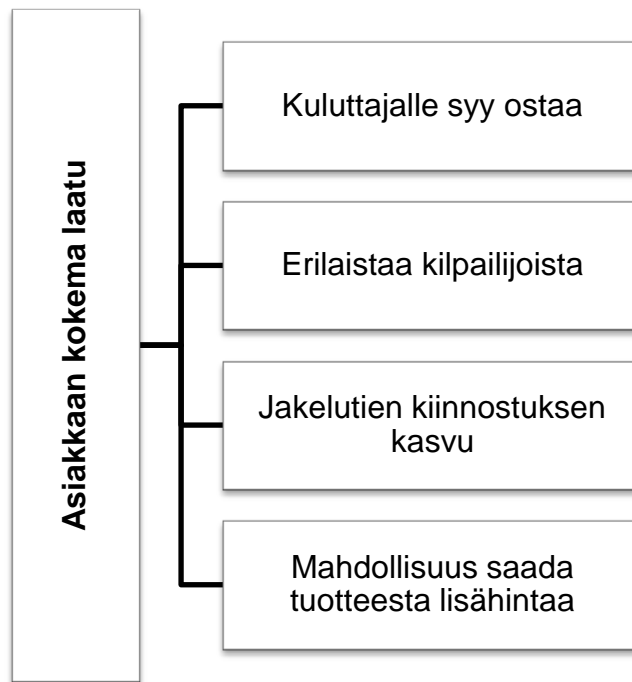 Asiakkaan kokema laatu
Kuluttajalle syy ostaa
Erilaistaa kilpailijoista
Jakelutien kiinnostuksen
kasvu
Mahdollisuus saada
tuotteesta lisähintaa